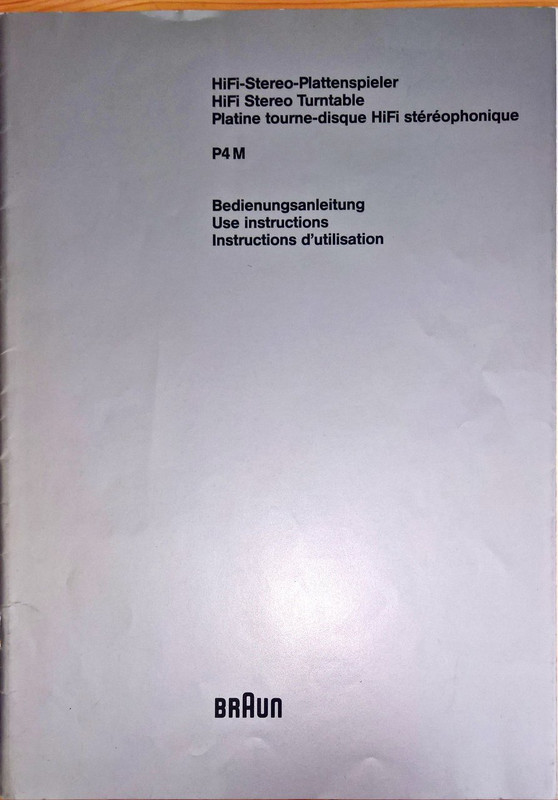 HiFi-Stereo-Plattenspieler
HiFi Stereo Turntable
Platine tourne-disque HiFi stéréophonique
P4 M
Bedienungsanleitung
Use instructions
Instructions d'utilisation
BRAUN